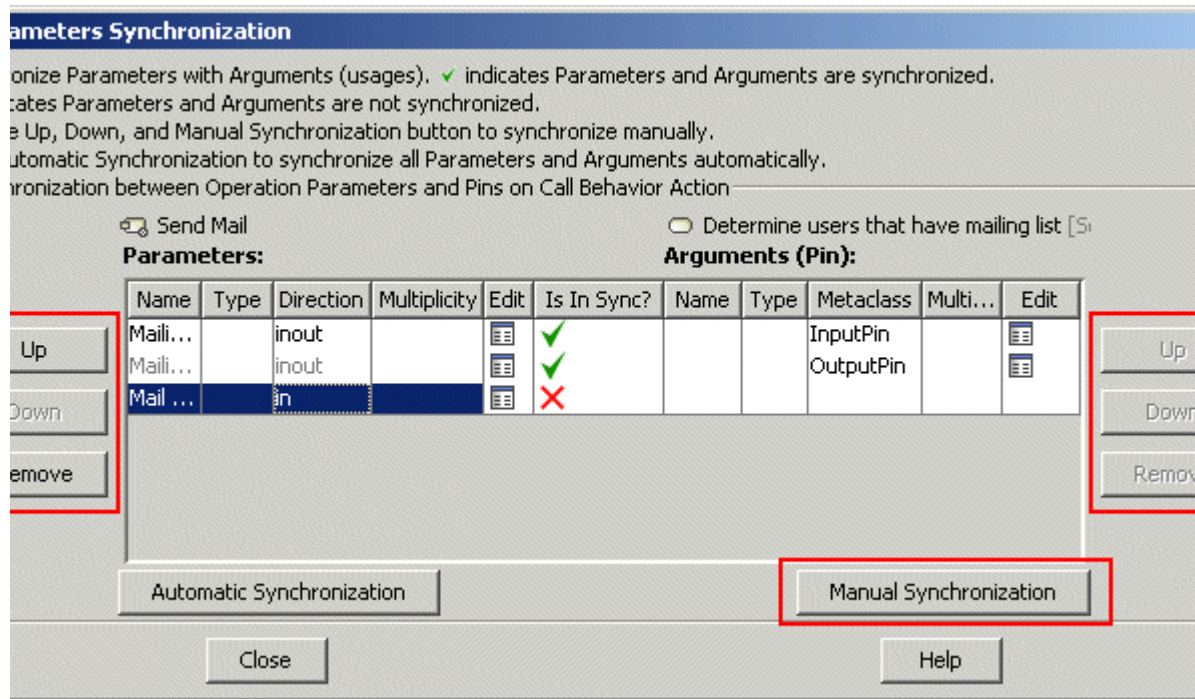 ameters Synchronization
onize Parameters with Arguments (usages). ✓ indicates Parameters and Arguments are synchronized.
cates Parameters and Arguments are not synchronized.
e Up, Down, and Manual Synchronization button to synchronize manually.
utomatic Synchronization to synchronize all Parameters and Arguments automatically.
hronization between Operation Parameters and Pins on Call Behavior Action
Send Mail
Determine users that have mailing list [S
Parameters:
Arguments (Pin):
Name Type Direction Multiplicity Edit Is In Sync? Name Type Metaclass Multi... Edit
Maili... inout InputPin
Maili... inout OutputPin
Mail ... in
Up
Down
emove
Up
Down
Remov
Automatic Synchronization
Manual Synchronization
Close
Help